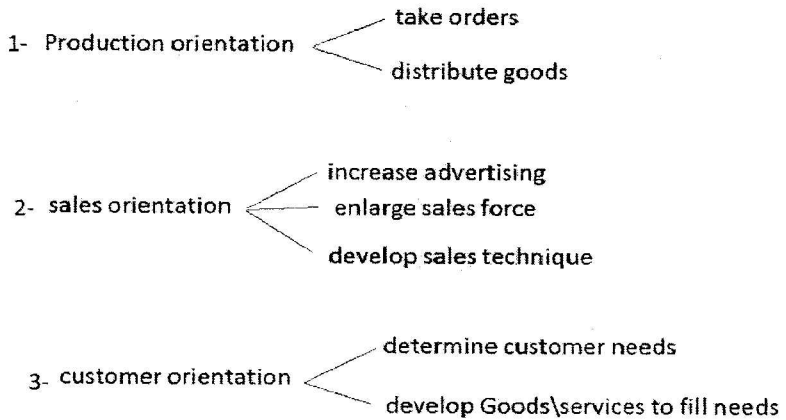 take orders
1- Production orientation
distribute goods
increase advertising
2- sales orientation
enlarge sales force
develop sales technique
determine customer needs
3- customer orientation
develop Goods\services to fill needs